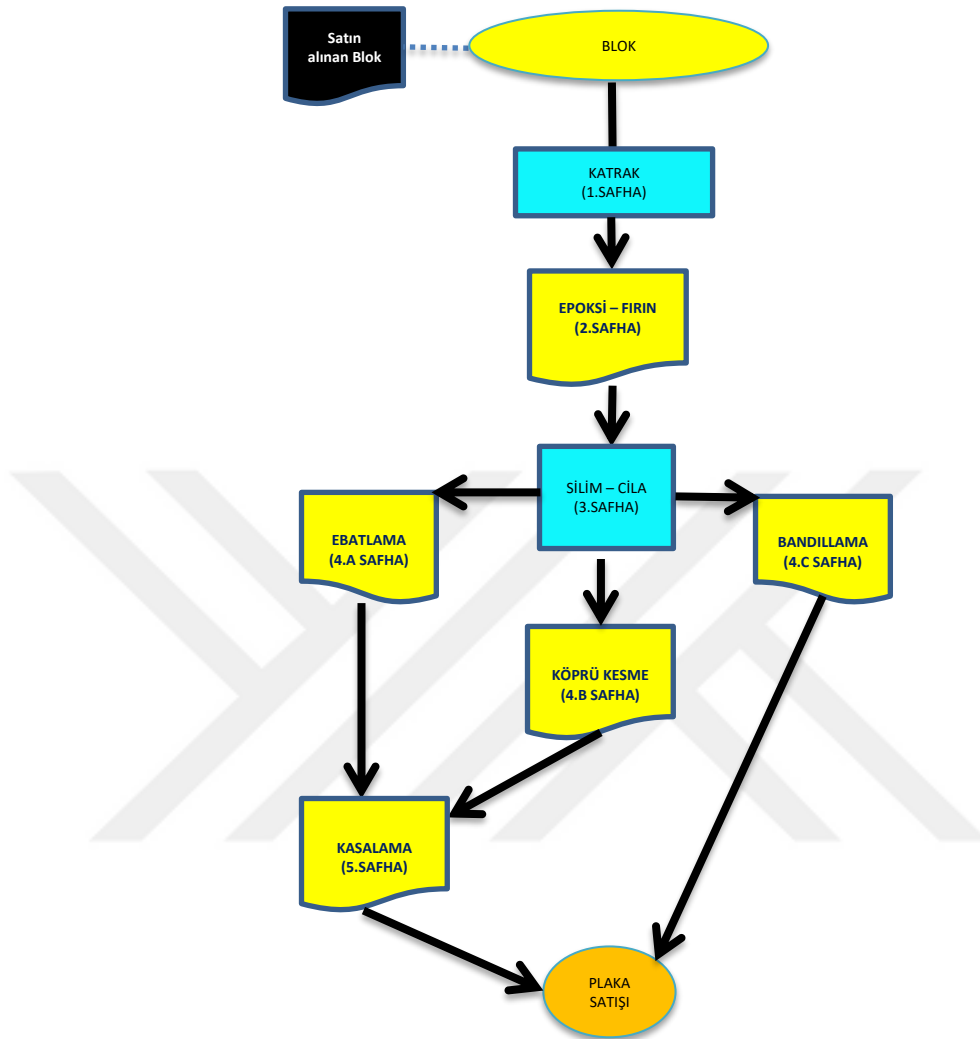 Satın
alınan Blok
BLOK
KATRAK
(1.SAFHA)
EPOKSİ – FIRIN
(2.SAFHA)
SİLİM – CİLA
(3.SAFHA)
EBATLAMA
(4.A SAFHA)
BANDILLAMA
(4.C SAFHA)
KÖPRÜ KESME
(4.B SAFHA)
KASALAMA
(5.SAFHA)
PLAKA
SATIŞI